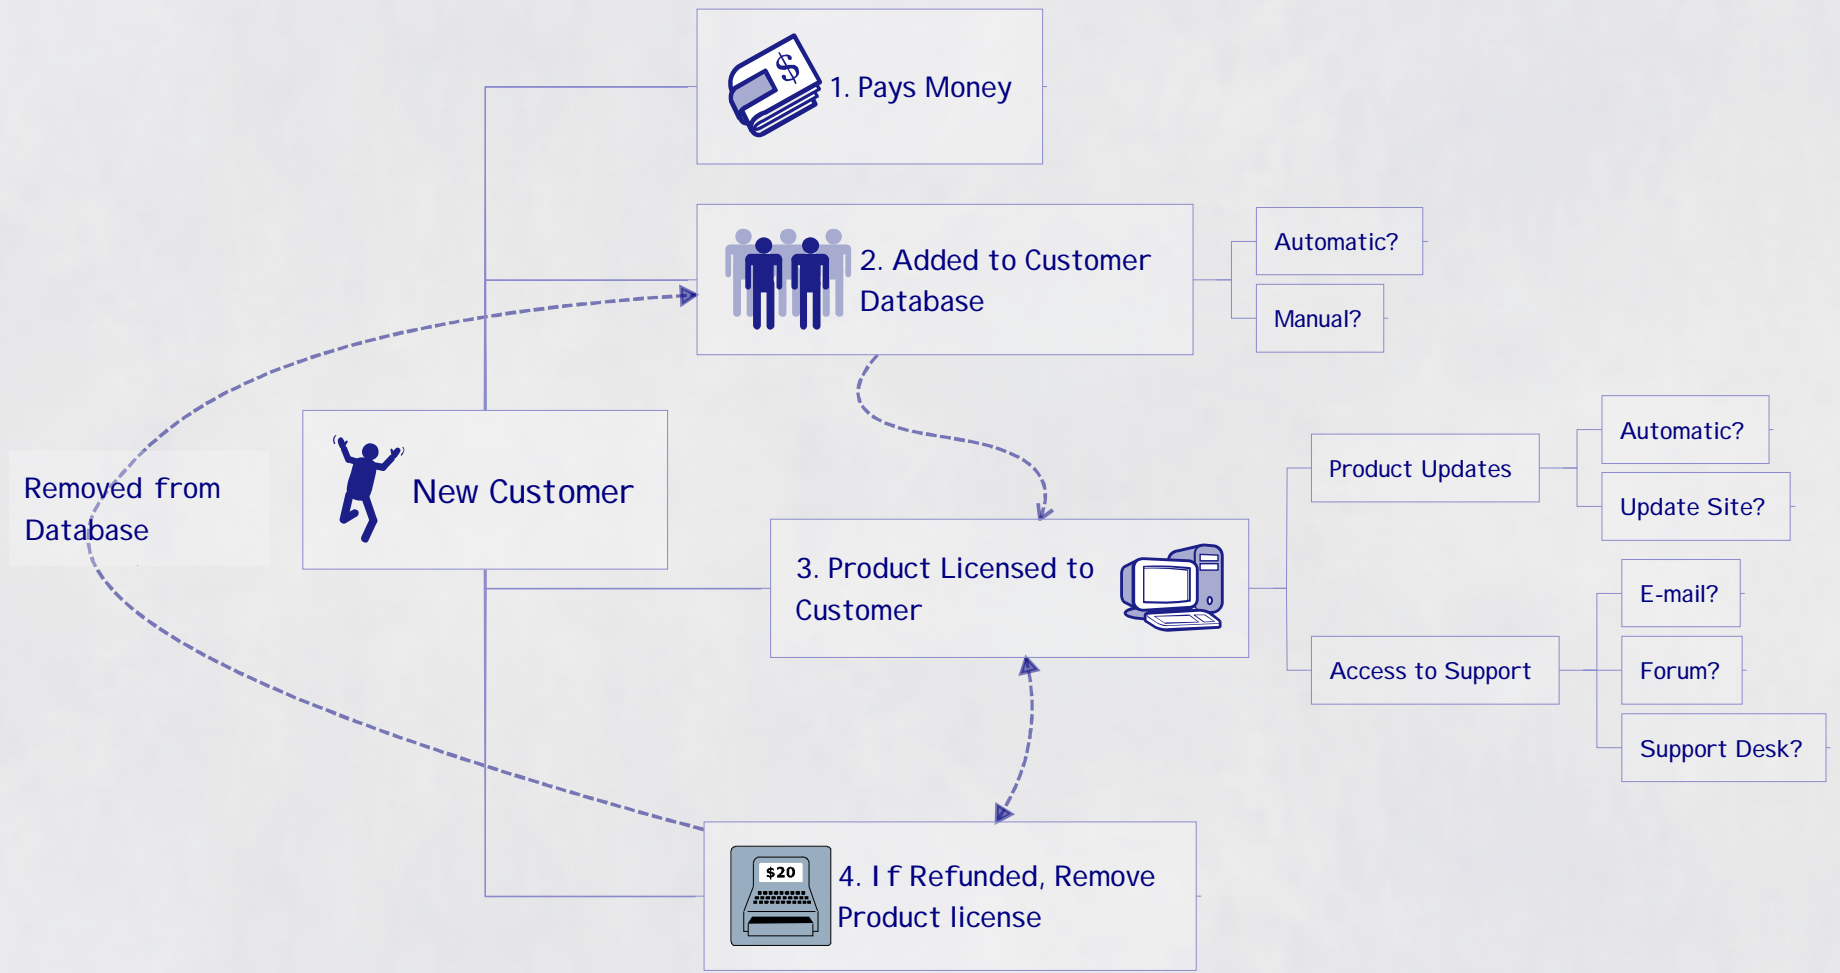 1. Pays Money
2. Added to Customer
Database
Automatic?
Manual?
Removed from
Database
New Customer
3. Product Licensed to
Customer
Product Updates
Automatic?
Update Site?
Access to Support
E-mail?
Forum?
Support Desk?
$20
4. If Refunded, Remove
Product license